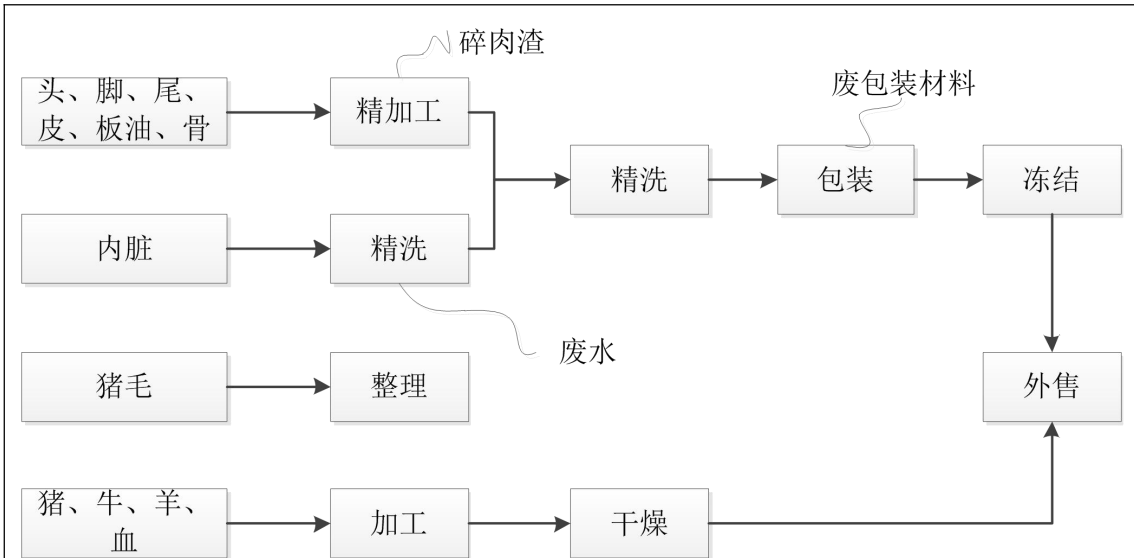 碎肉渣
头、脚、尾、
皮、板油、骨
精加工
废包装材料
精洗
包装
冻结
内脏
精洗
废水
猪毛
整理
外售
猪、牛、羊、
血
加工
干燥